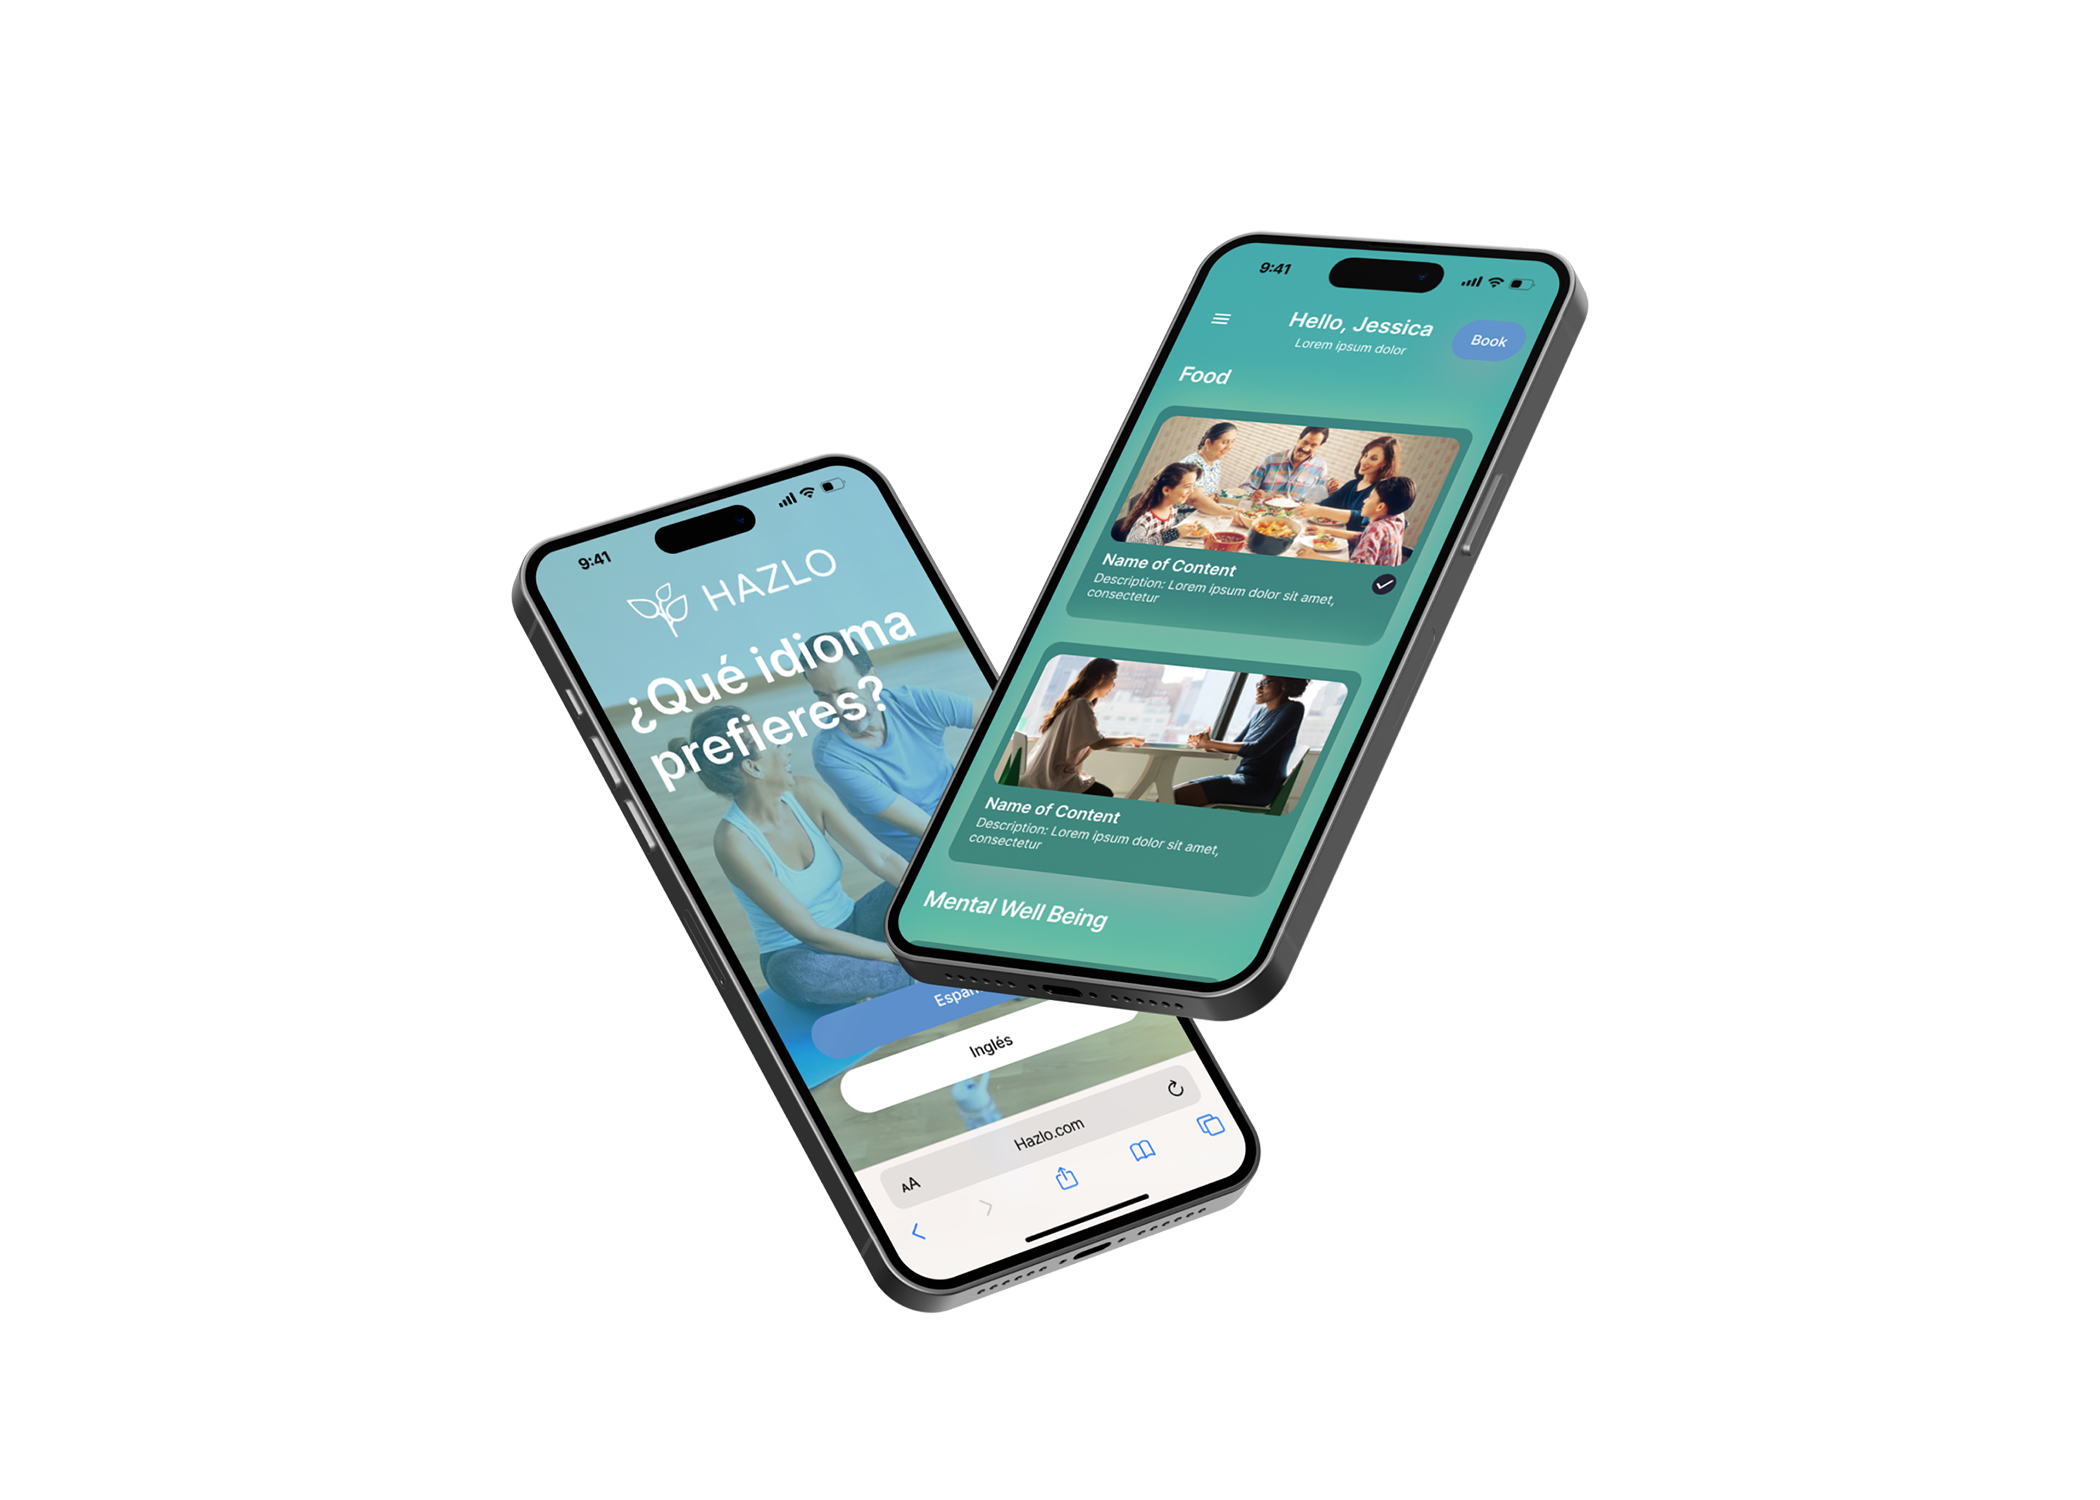 9:41
HAZLO
¿Qué idioma
prefieres?
Inglés
AA
Hazlo.com
9:41
Hello, Jessica
Lorem ipsum dolor
Book
Food
Name of Content
Description: Lorem ipsum dolor sit amet,
consectetur
Name of Content
Description: Lorem ipsum dolor sit amet,
consectetur
Mental Well Being